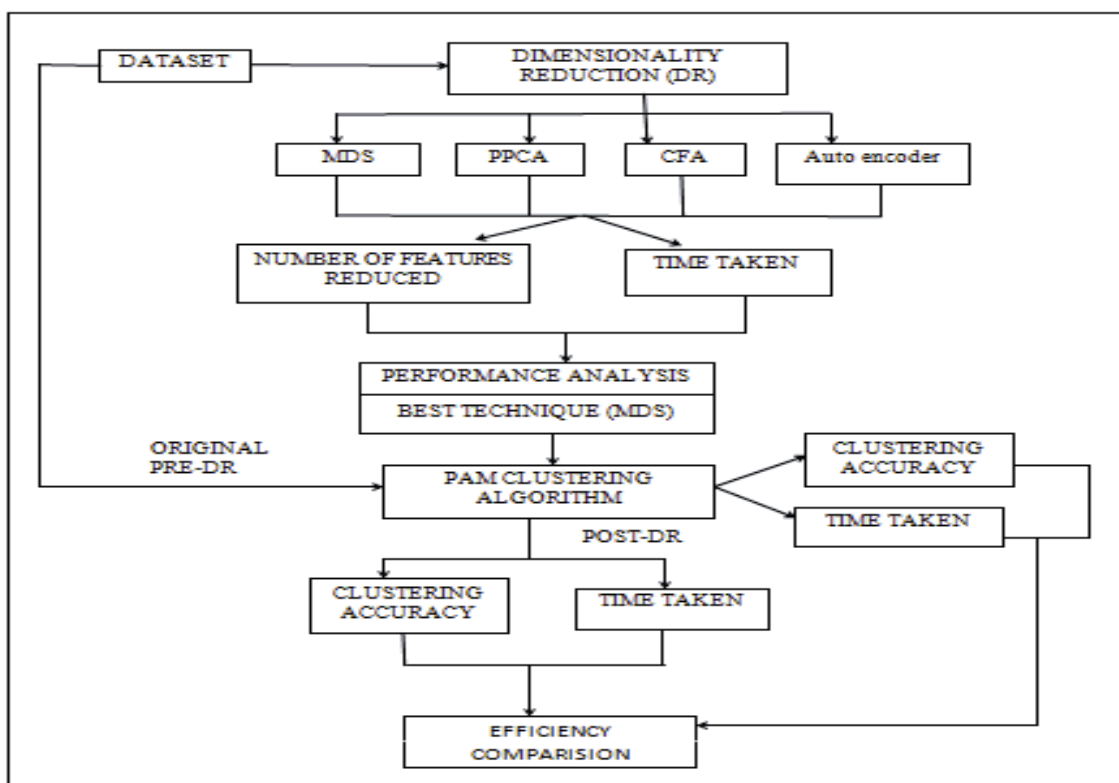 DATASET
DIMENSIONALITY
REDUCTION (DR)
MDS
PPCA
CFA
Auto encoder
NUMBER OF FEATURES
REDUCED
TIME TAKEN
PERFORMANCE ANALYSIS
BEST TECHNIQUE (MDS)
ORIGINAL
PRE-DR
PAM CLUSTERING
ALGORITHM
CLUSTERING
ACCURACY
TIME TAKEN
POST-DR
CLUSTERING
ACCURACY
TIME TAKEN
EFFICIENCY
COMPARISION